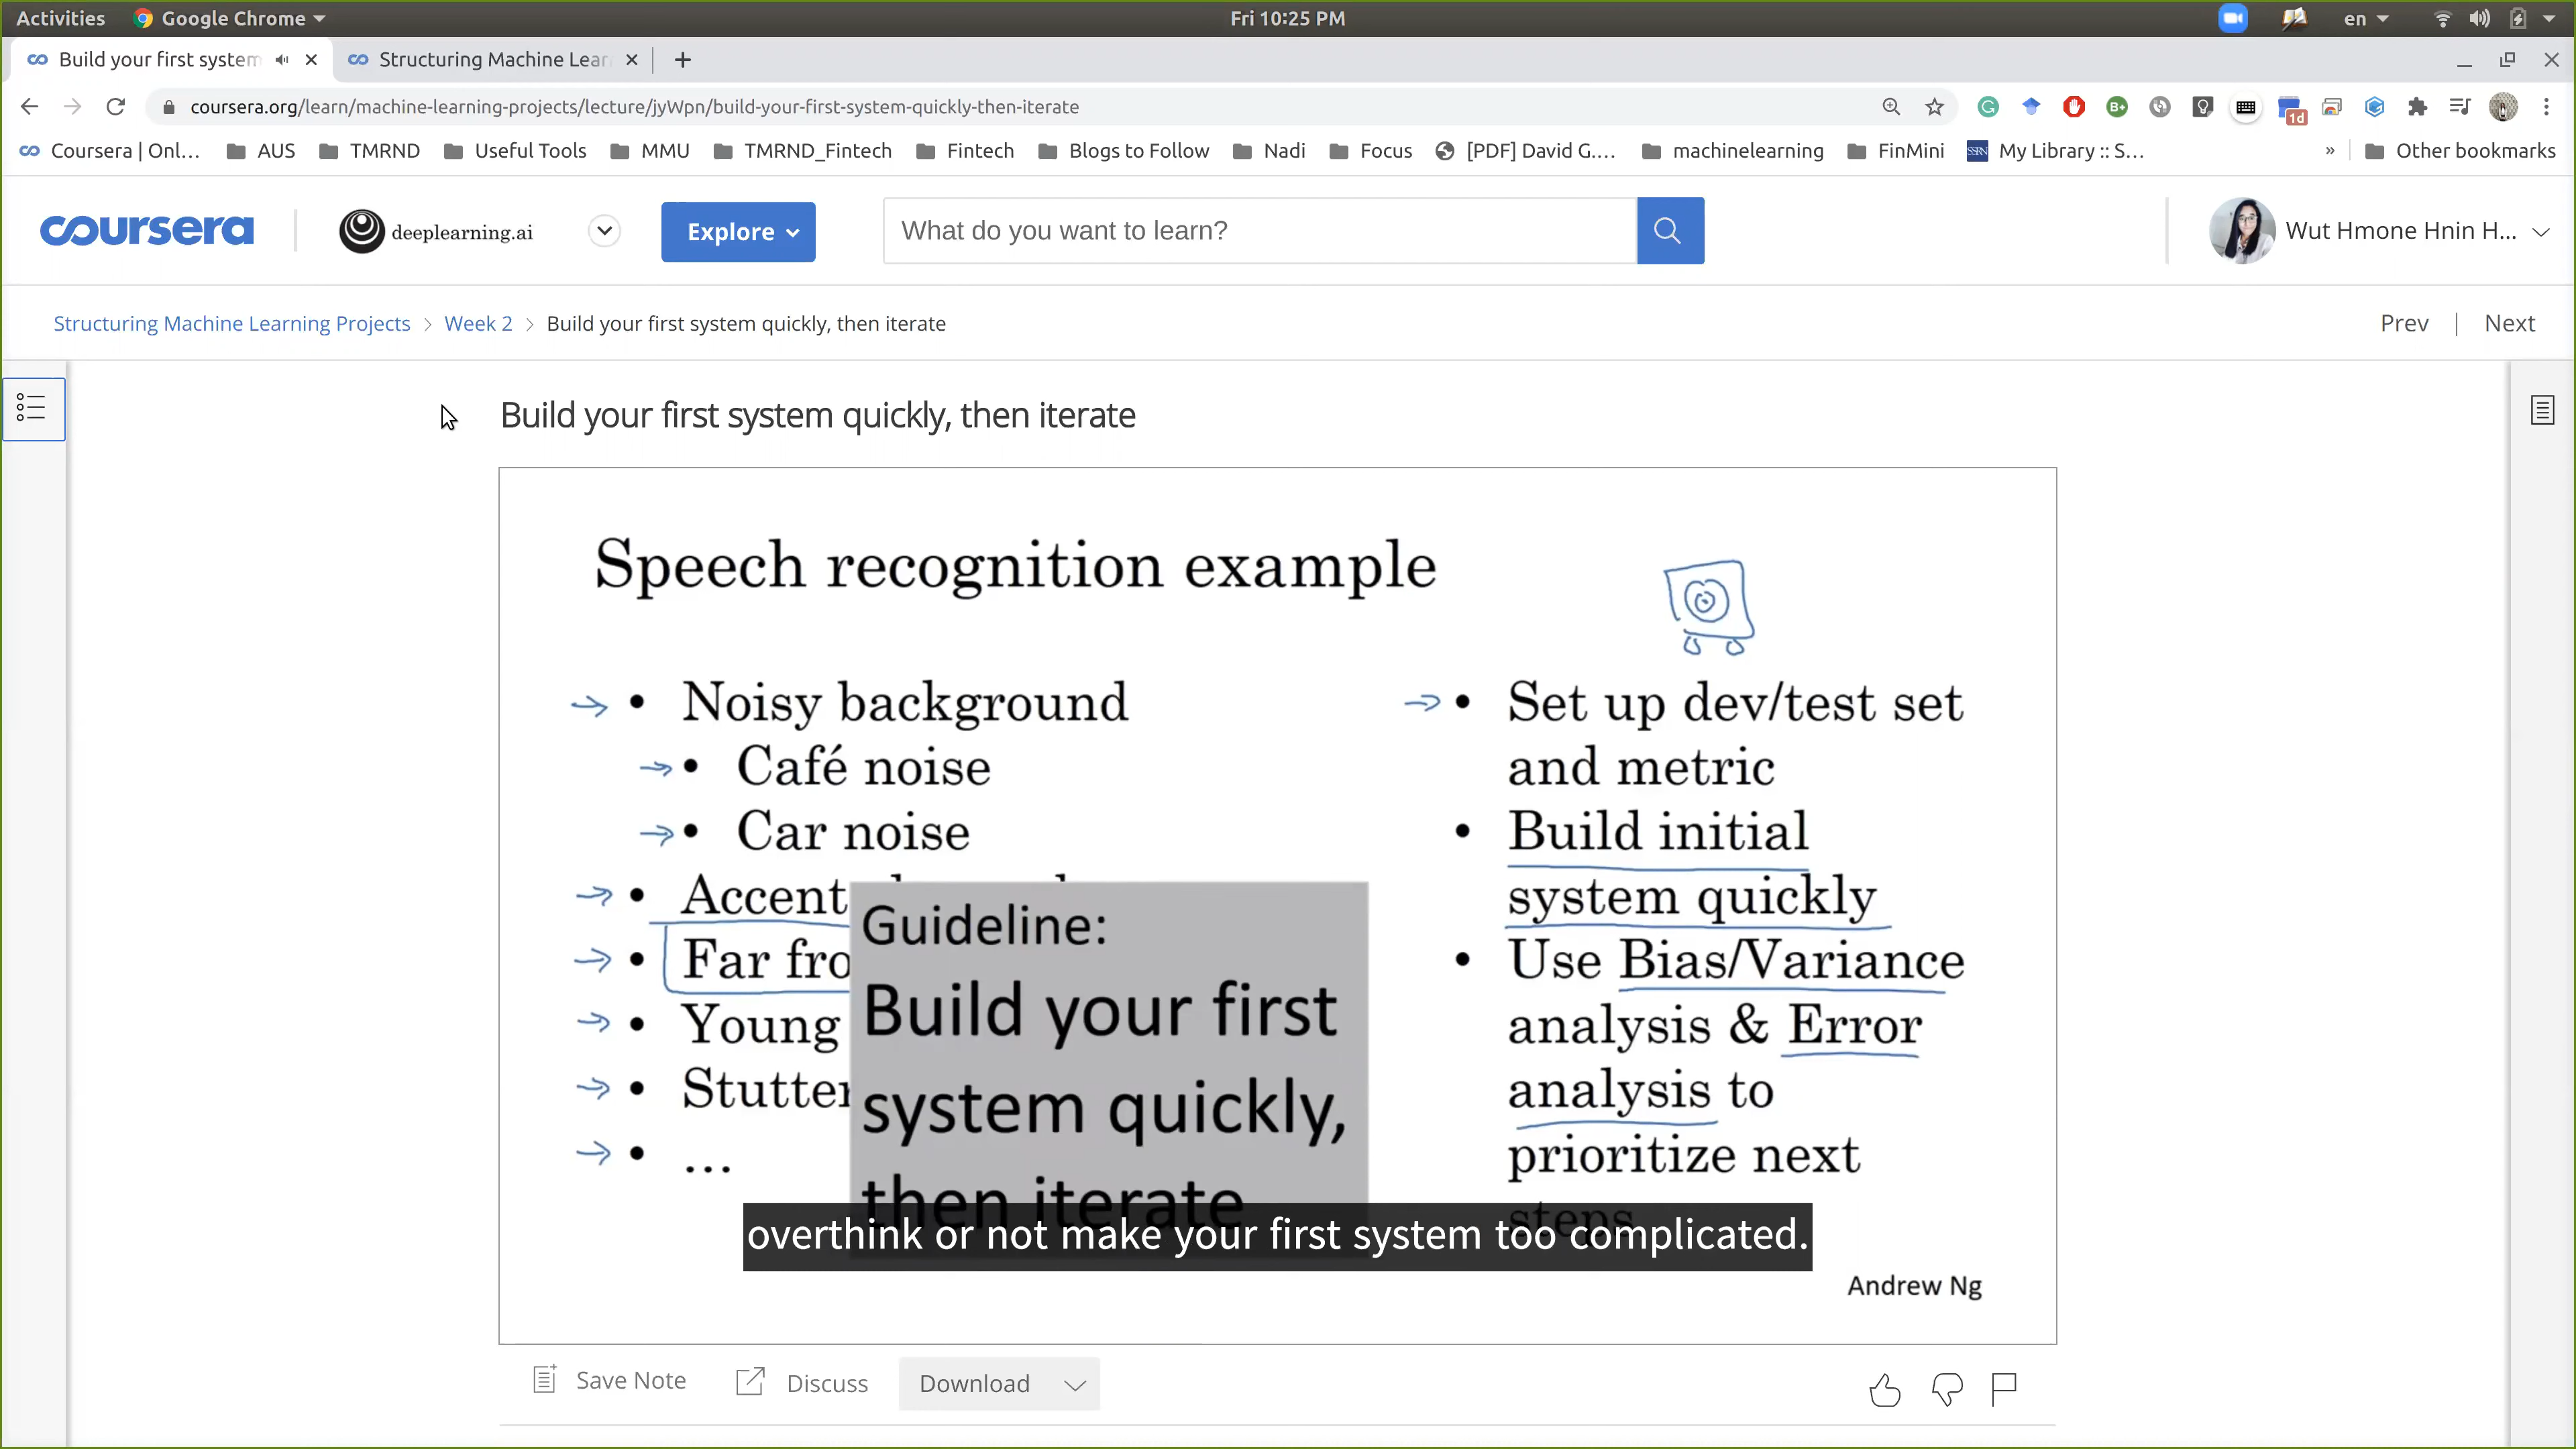 Activities Google Chrome Fri 10:25 PM en
Build your first system Structuring Machine Lear
coursera.org/learn/machine-learning-projects/lecture/jyWpn/build-your-first-system-quickly-then-iterate
1d
Coursera | Onl... AUS TMRND Useful Tools MMU TMRND_Fintech Fintech Blogs to Follow Nadi Focus [PDF] David G.... machinelearning FinMini SSRN My Library :: S... » Other bookmarks
coursera deeplearning.ai Explore What do you want to learn? Wut Hmone Hnin H...
Structuring Machine Learning Projects > Week 2 > Build your first system quickly, then iterate Prev | Next
Build your first system quickly, then iterate
Speech recognition example
• Noisy background
• Café noise
• Car noise
• Accent
• Far fro
• Young
• Stutter
• ...
Guideline:
Build your first
system quickly,
then iterate
• Set up dev/test set
and metric
• Build initial
system quickly
• Use Bias/Variance
analysis & Error
analysis to
prioritize next
steps
overthink or not make your first system too complicated.
Andrew Ng
Save Note Discuss Download